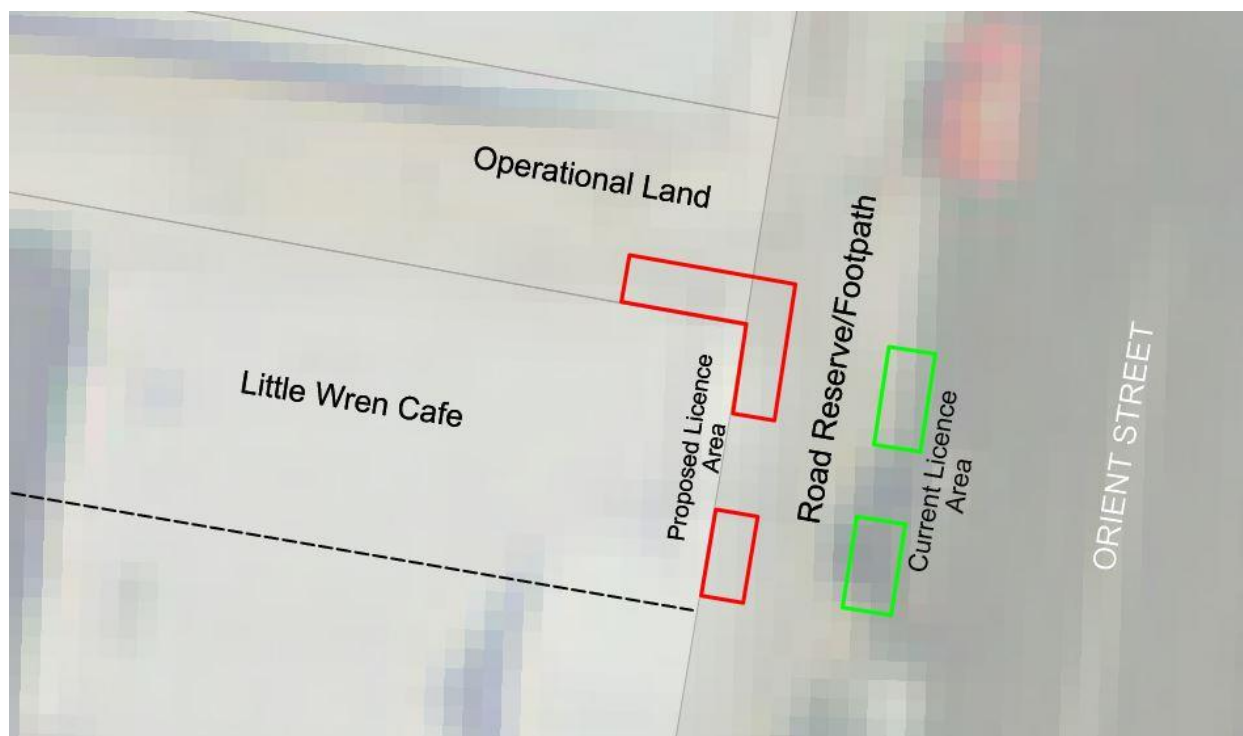 Operational Land
Little Wren Cafe
Proposed Licence
Area
Road Reserve/Footpath
Current Licence
Area
ORIENT STREET